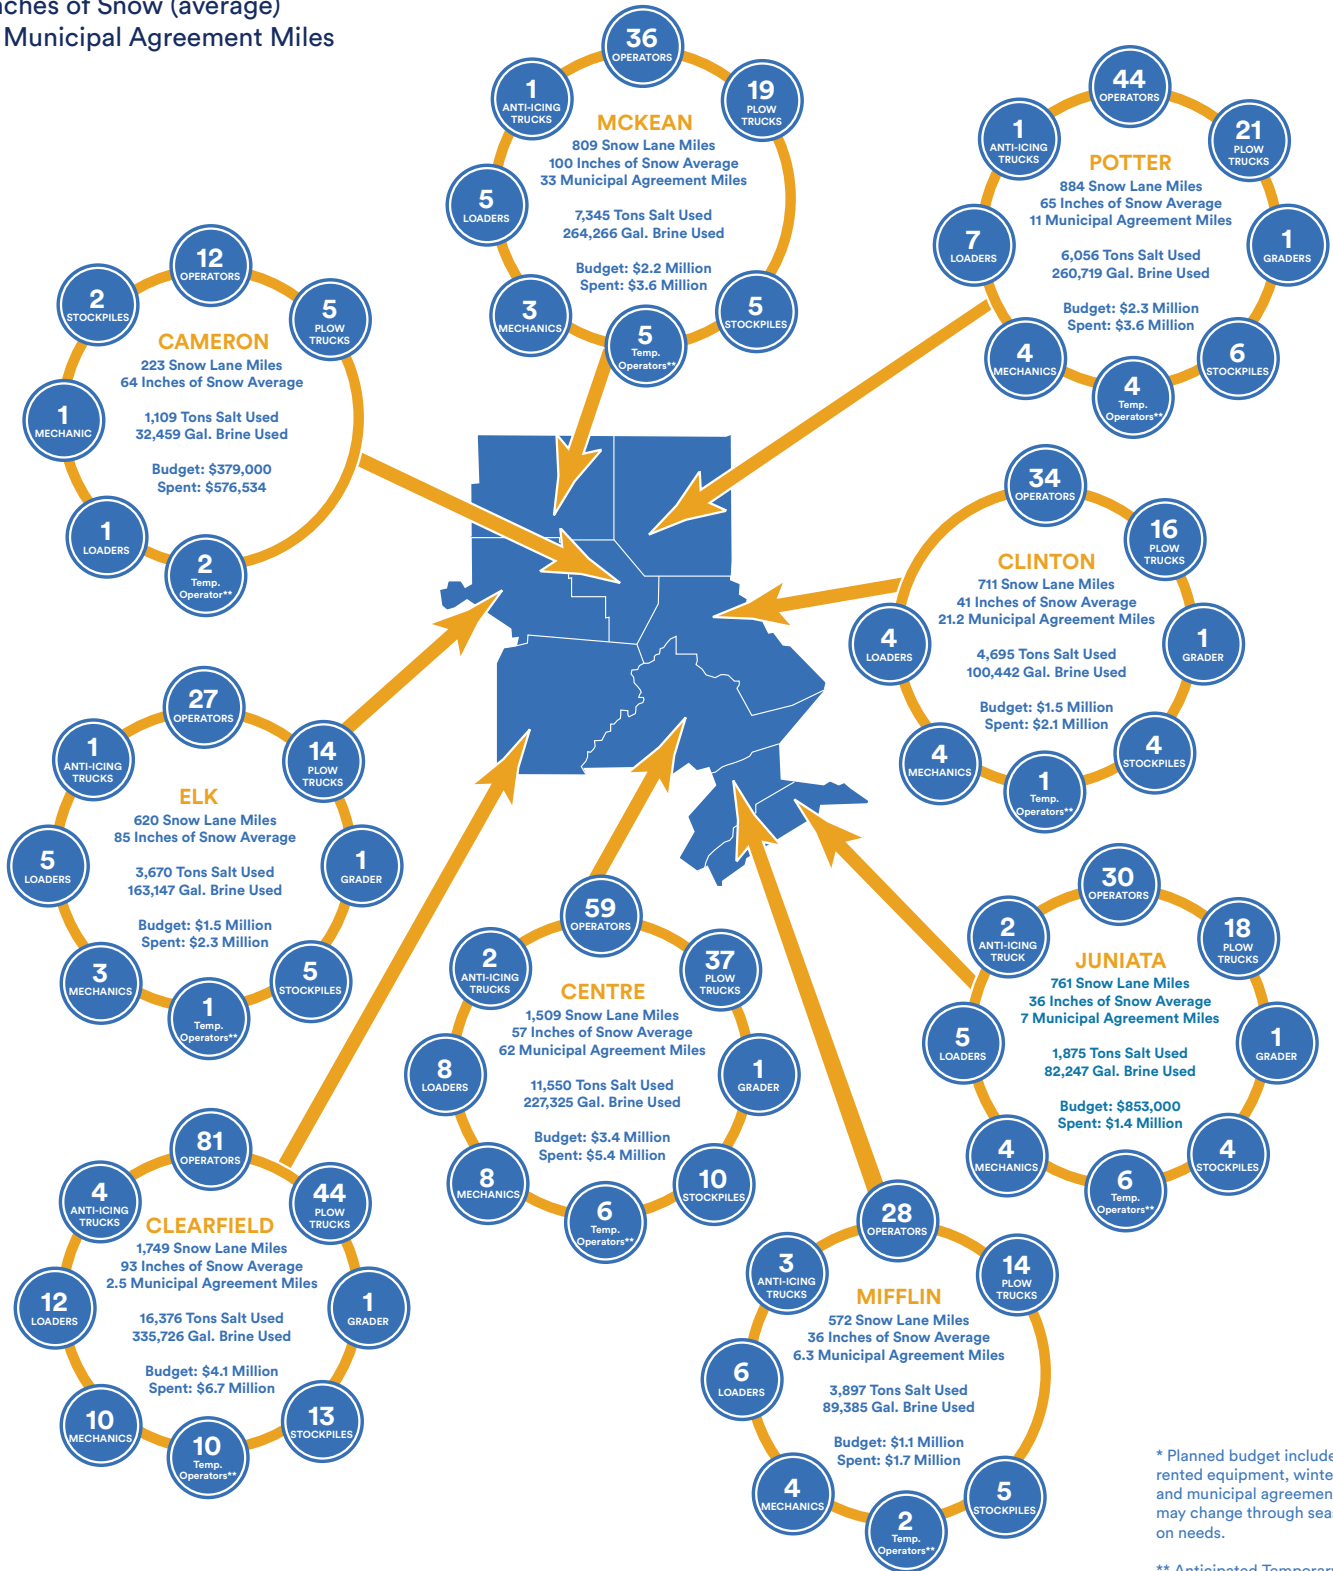 nches of Snow (average)
Municipal Agreement Miles
36
OPERATORS
1
ANTI-ICING
TRUCKS
19
PLOW
TRUCKS
MCKEAN
809 Snow Lane Miles
100 Inches of Snow Average
33 Municipal Agreement Miles
7,345 Tons Salt Used
264,266 Gal. Brine Used
Budget: $2.2 Million
Spent: $3.6 Million
5
LOADERS
3
MECHANICS
5
Temp.
Operators**
5
STOCKPILES
44
OPERATORS
1
ANTI-ICING
TRUCKS
21
PLOW
TRUCKS
POTTER
884 Snow Lane Miles
65 Inches of Snow Average
11 Municipal Agreement Miles
6,056 Tons Salt Used
260,719 Gal. Brine Used
Budget: $2.3 Million
Spent: $3.6 Million
7
LOADERS
1
GRADERS
4
MECHANICS
4
Temp.
Operators**
6
STOCKPILES
12
OPERATORS
2
STOCKPILES
5
PLOW
TRUCKS
CAMERON
223 Snow Lane Miles
64 Inches of Snow Average
1,109 Tons Salt Used
32,459 Gal. Brine Used
Budget: $379,000
Spent: $576,534
1
MECHANIC
1
LOADERS
2
Temp.
Operator**
34
OPERATORS
16
PLOW
TRUCKS
CLINTON
711 Snow Lane Miles
41 Inches of Snow Average
21.2 Municipal Agreement Miles
4,695 Tons Salt Used
100,442 Gal. Brine Used
Budget: $1.5 Million
Spent: $2.1 Million
4
LOADERS
1
GRADER
4
MECHANICS
1
Temp.
Operators**
4
STOCKPILES
27
OPERATORS
1
ANTI-ICING
TRUCKS
14
PLOW
TRUCKS
ELK
620 Snow Lane Miles
85 Inches of Snow Average
3,670 Tons Salt Used
163,147 Gal. Brine Used
Budget: $1.5 Million
Spent: $2.3 Million
5
LOADERS
1
GRADER
3
MECHANICS
1
Temp.
Operators**
5
STOCKPILES
59
OPERATORS
2
ANTI-ICING
TRUCKS
37
PLOW
TRUCKS
CENTRE
1,509 Snow Lane Miles
57 Inches of Snow Average
62 Municipal Agreement Miles
11,550 Tons Salt Used
227,325 Gal. Brine Used
Budget: $3.4 Million
Spent: $5.4 Million
8
LOADERS
1
GRADER
8
MECHANICS
6
Temp.
Operators**
10
STOCKPILES
30
OPERATORS
2
ANTI-ICING
TRUCK
18
PLOW
TRUCKS
JUNIATA
761 Snow Lane Miles
36 Inches of Snow Average
7 Municipal Agreement Miles
1,875 Tons Salt Used
82,247 Gal. Brine Used
Budget: $853,000
Spent: $1.4 Million
5
LOADERS
1
GRADER
4
MECHANICS
6
Temp.
Operators**
4
STOCKPILES
81
OPERATORS
4
ANTI-ICING
TRUCKS
44
PLOW
TRUCKS
CLEARFIELD
1,749 Snow Lane Miles
93 Inches of Snow Average
2.5 Municipal Agreement Miles
16,376 Tons Salt Used
335,726 Gal. Brine Used
Budget: $4.1 Million
Spent: $6.7 Million
12
LOADERS
1
GRADER
10
MECHANICS
10
Temp.
Operators**
13
STOCKPILES
28
OPERATORS
3
ANTI-ICING
TRUCKS
14
PLOW
TRUCKS
MIFFLIN
572 Snow Lane Miles
36 Inches of Snow Average
6.3 Municipal Agreement Miles
3,897 Tons Salt Used
89,385 Gal. Brine Used
Budget: $1.1 Million
Spent: $1.7 Million
6
LOADERS
4
MECHANICS
2
Temp.
Operators**
5
STOCKPILES
* Planned budget include
rented equipment, winte
and municipal agreemen
may change through seas
on needs.
** Anticipated Temporary